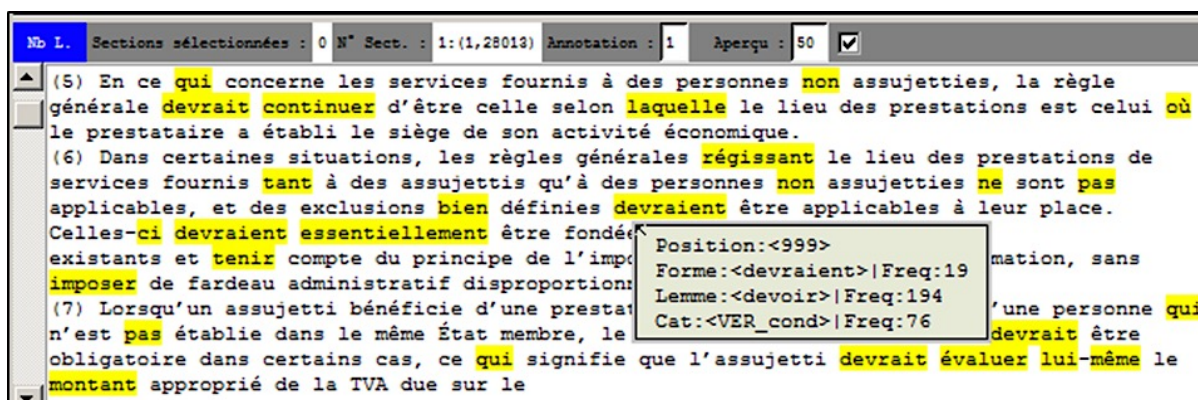 Nb L. Sections sélectionnées : 0 N° Sect. : 1:(1,28013) Annotation : 1 Aperçu : 50
(5) En ce qui concerne les services fournis à des personnes non assujetties, la règle
générale devrait continuer d'être celle selon laquelle le lieu des prestations est celui où
le prestataire a établi le siège de son activité économique.
(6) Dans certaines situations, les règles générales régissant le lieu des prestations de
services fournis tant à des assujettis qu'à des personnes non assujetties ne sont pas
applicables, et des exclusions bien définies devraient être applicables à leur place.
Celles-ci devraient essentiellement être fondée
existants et tenir compte du principe de l'impo mation, sans
imposer de fardeau administratif disproportionn
(7) Lorsqu'un assujetti bénéficie d'une prestat 'une personne qui
n'est pas établie dans le même État membre, le devrait être
obligatoire dans certains cas, ce qui signifie que l'assujetti devrait évaluer lui-même le
montant approprié de la TVA due sur le
Position:<999>
Forme:<devraient>|Freq:19
Lemme:<devoir>|Freq:194
Cat:<VER_cond>|Freq:76